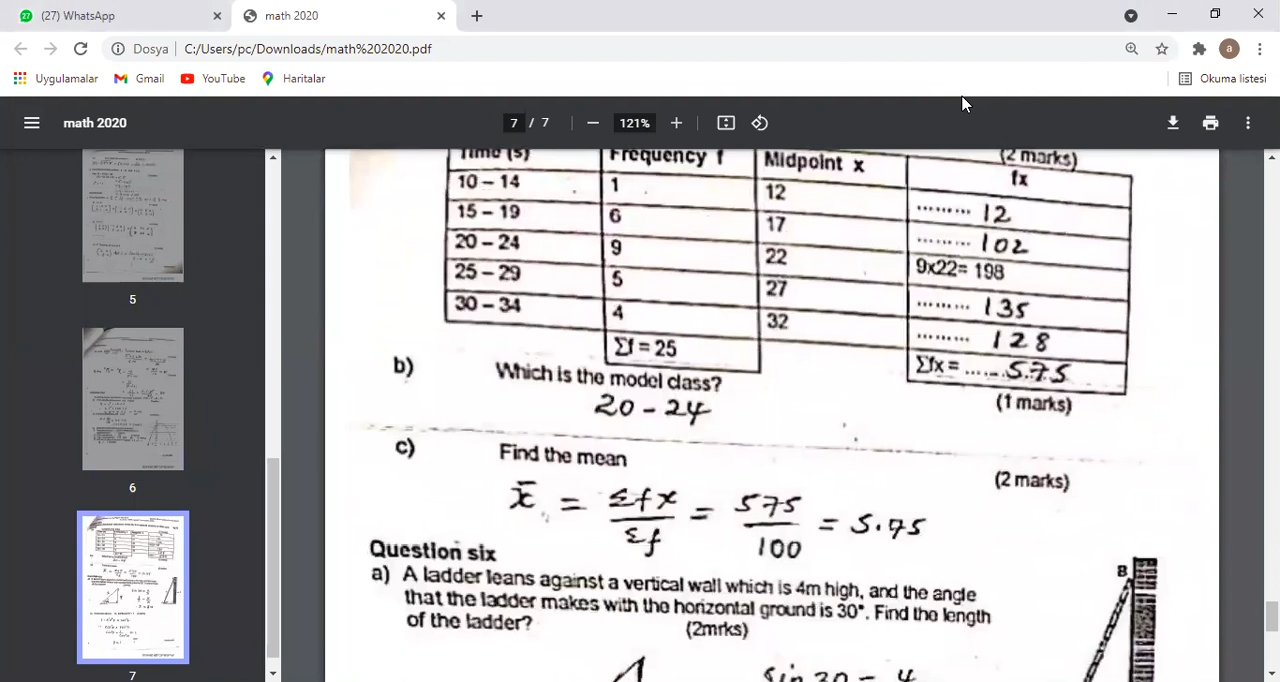 (27) WhatsApp
math 2020
Dosya C:/Users/pc/Downloads/math%202020.pdf
Uygulamalar Gmail YouTube Haritalar Okuma listesi
math 2020 7 / 7 121%
5
6
7
(2 marks)
Time (s) Frequency f Midpoint x fx
10 – 14 1 12 ......... 12
15 – 19 6 17 ......... 102
20 – 24 9 22 9x22= 198
25 – 29 5 27 ......... 135
30 – 34 4 32 ......... 128
Σf = 25 Σfx = ...... 575
b) Which is the model class? (1 marks)
20 - 24
c) Find the mean (2 marks)
x̄ = Σfx/Σf = 575/100 = 5.75
Question six
a) A ladder leans against a vertical wall which is 4m high, and the angle
that the ladder makes with the horizontal ground is 30°. Find the length
of the ladder? (2mrks)
B
sin 30 = 4